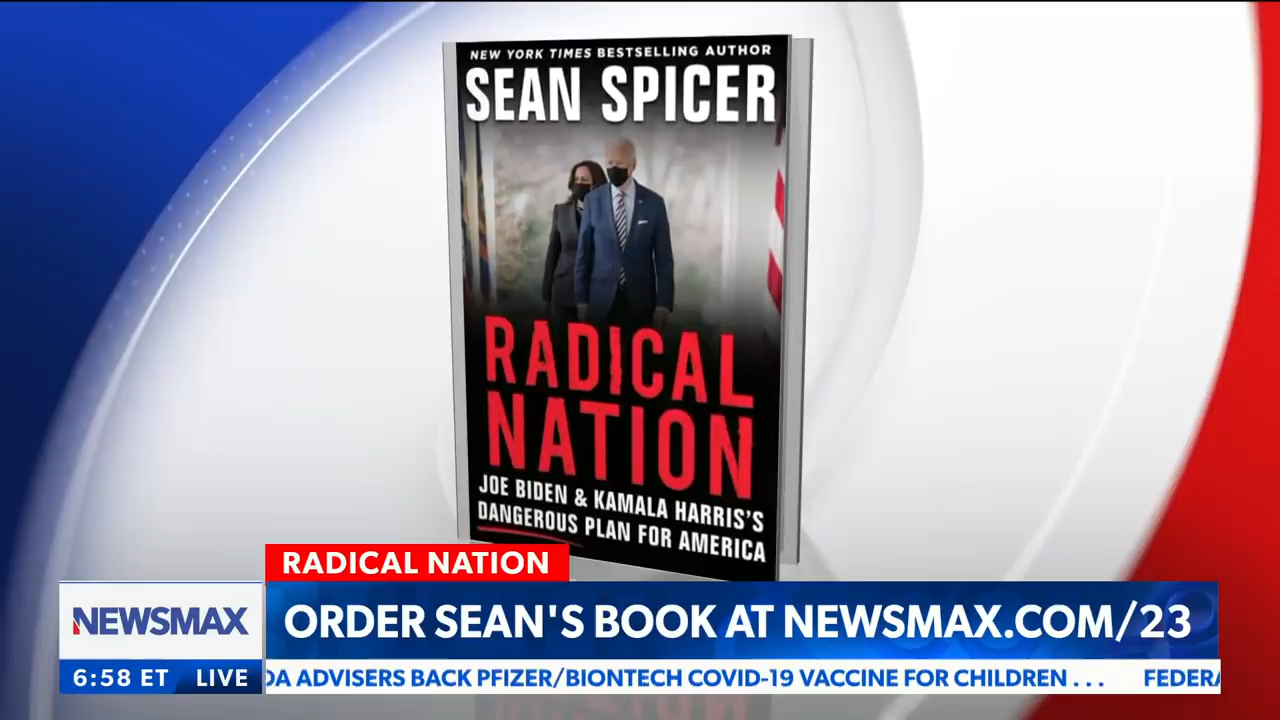 NEW YORK TIMES BESTSELLING AUTHOR
SEAN SPICER
RADICAL
NATION
JOE BIDEN & KAMALA HARRIS'S
DANGEROUS PLAN FOR AMERICA
RADICAL NATION
NEWSMAX
ORDER SEAN'S BOOK AT NEWSMAX.COM/23
6:58 ET LIVE
DA ADVISERS BACK PFIZER/BIONTECH COVID-19 VACCINE FOR CHILDREN . . . FEDERA